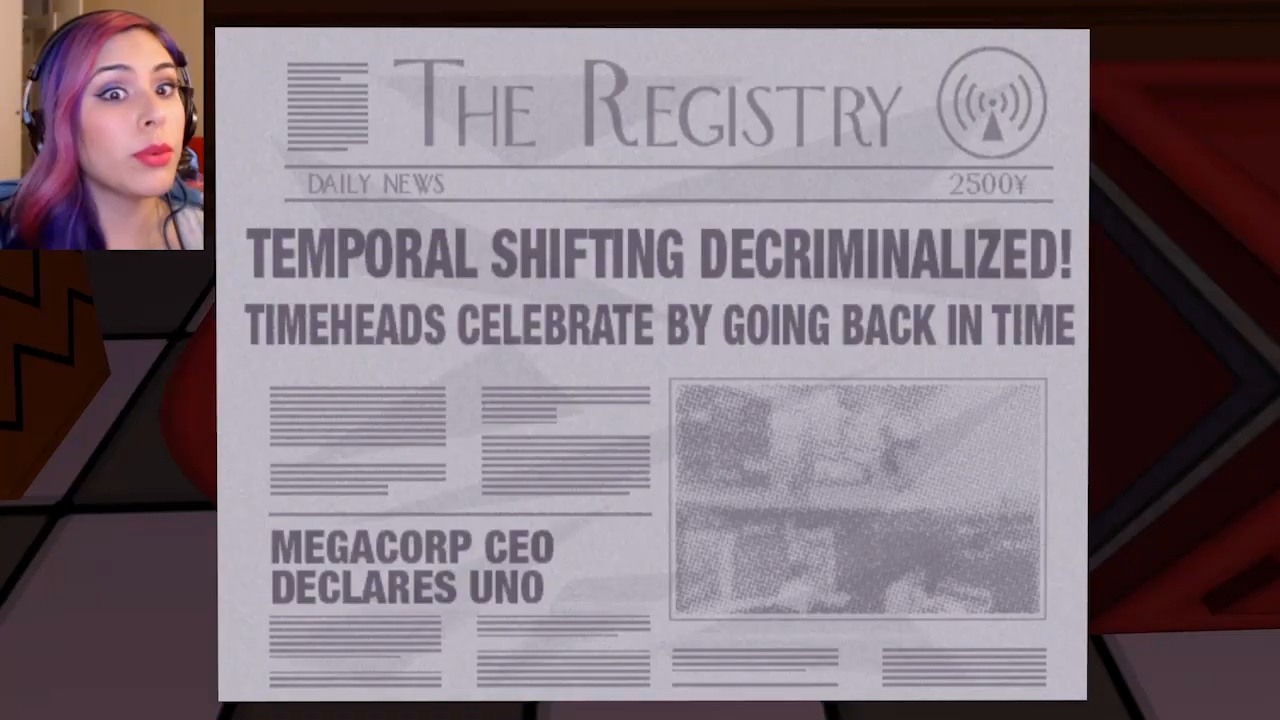 THE REGISTRY
DAILY NEWS
2500¥
TEMPORAL SHIFTING DECRIMINALIZED!
TIMEHEADS CELEBRATE BY GOING BACK IN TIME
MEGACORP CEO
DECLARES UNO